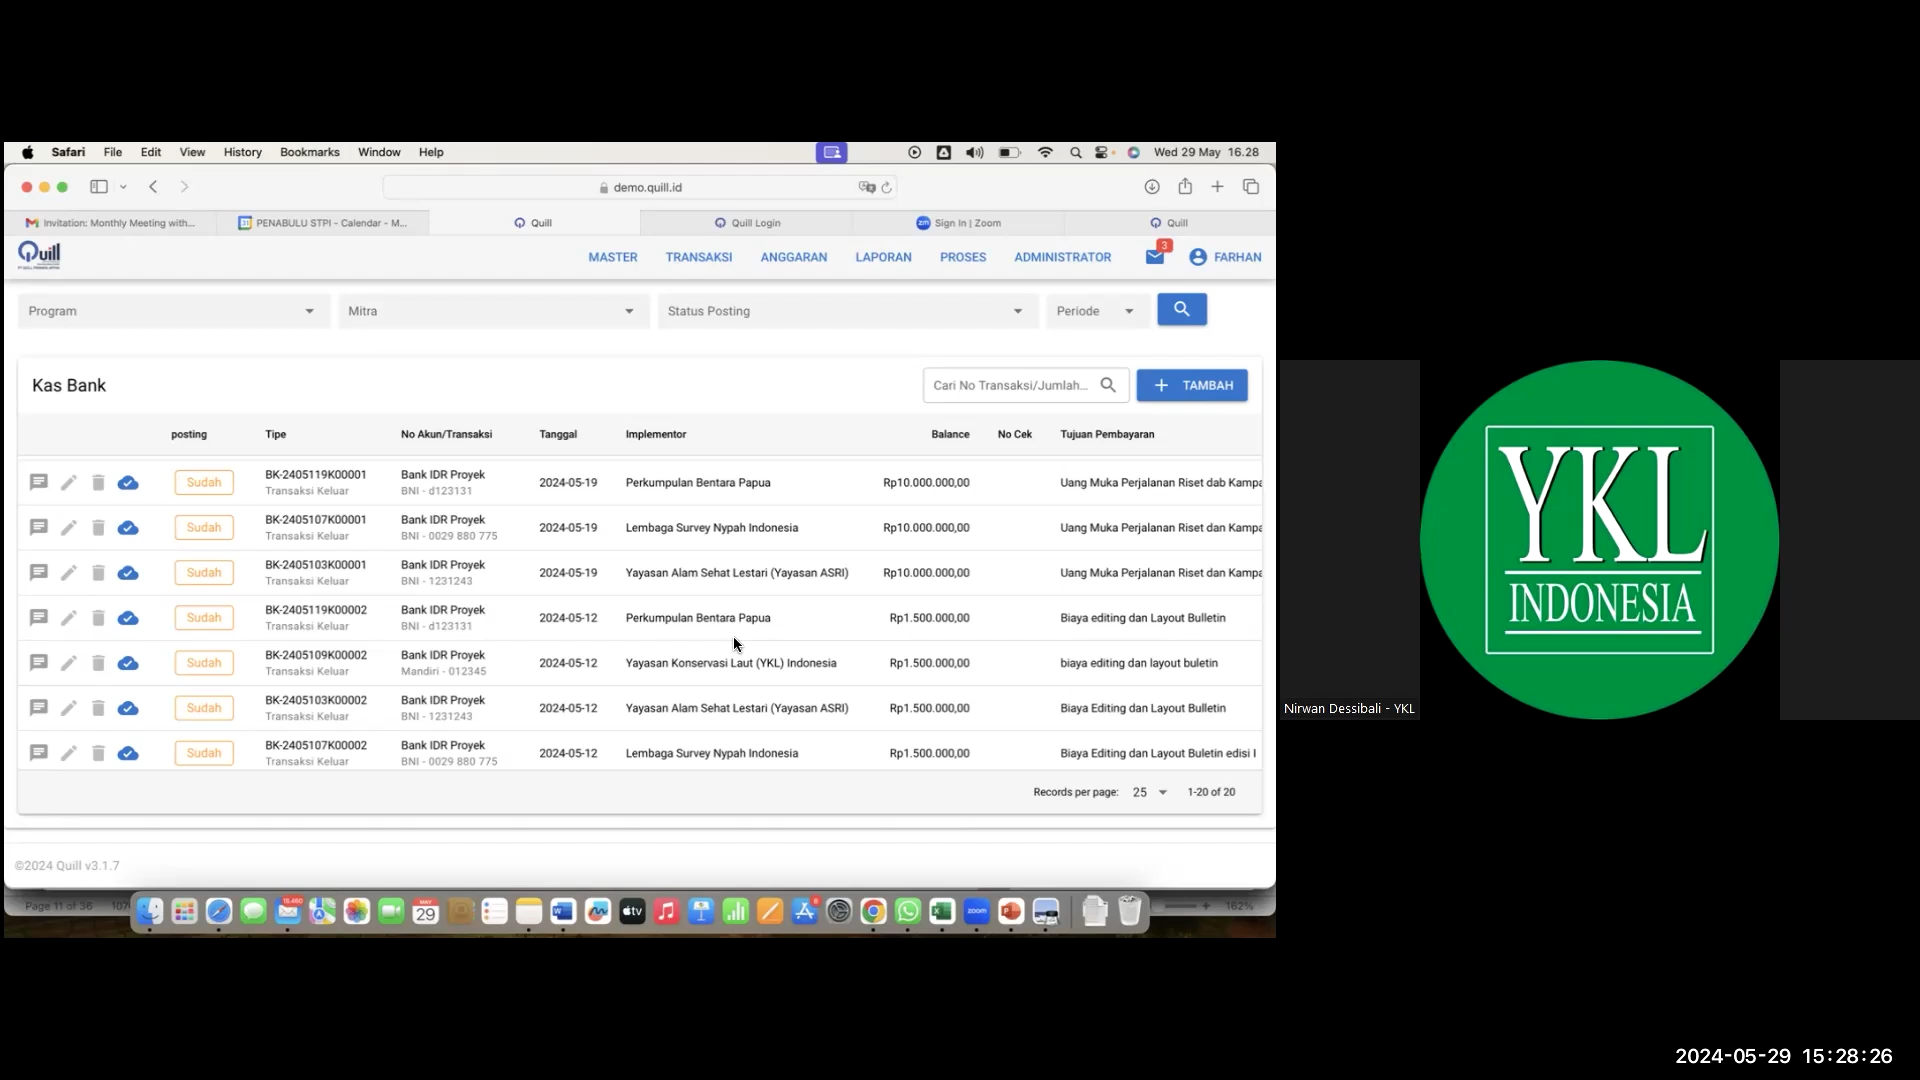 Safari File Edit View History Bookmarks Window Help Wed 29 May 16.28
demo.quill.id
Invitation: Monthly Meeting with... PENABULU STPI - Calendar - M... Quill Quill Login Sign In | Zoom Quill
Quill MASTER TRANSAKSI ANGGARAN LAPORAN PROSES ADMINISTRATOR 3 FARHAN
Program Mitra Status Posting Periode
Kas Bank Cari No Transaksi/Jumlah... + TAMBAH
posting Tipe No Akun/Transaksi Tanggal Implementor Balance No Cek Tujuan Pembayaran
Sudah BK-2405119K00001 Bank IDR Proyek 2024-05-19 Perkumpulan Bentara Papua Rp10.000.000,00 Uang Muka Perjalanan Riset dab Kampa
Transaksi Keluar BNI - d123131
Sudah BK-2405107K00001 Bank IDR Proyek 2024-05-19 Lembaga Survey Nypah Indonesia Rp10.000.000,00 Uang Muka Perjalanan Riset dan Kampa
Transaksi Keluar BNI - 0029 880 775
Sudah BK-2405103K00001 Bank IDR Proyek 2024-05-19 Yayasan Alam Sehat Lestari (Yayasan ASRI) Rp10.000.000,00 Uang Muka Perjalanan Riset dan Kampa
Transaksi Keluar BNI - 1231243
Sudah BK-2405119K00002 Bank IDR Proyek 2024-05-12 Perkumpulan Bentara Papua Rp1.500.000,00 Biaya editing dan Layout Bulletin
Transaksi Keluar BNI - d123131
Sudah BK-2405109K00002 Bank IDR Proyek 2024-05-12 Yayasan Konservasi Laut (YKL) Indonesia Rp1.500.000,00 biaya editing dan layout buletin
Transaksi Keluar Mandiri - 012345
Sudah BK-2405103K00002 Bank IDR Proyek 2024-05-12 Yayasan Alam Sehat Lestari (Yayasan ASRI) Rp1.500.000,00 Biaya Editing dan Layout Bulletin
Transaksi Keluar BNI - 1231243
Sudah BK-2405107K00002 Bank IDR Proyek 2024-05-12 Lembaga Survey Nypah Indonesia Rp1.500.000,00 Biaya Editing dan Layout Buletin edisi I
Transaksi Keluar BNI - 0029 880 775
Records per page: 25 1-20 of 20
©2024 Quill v3.1.7
Page 11 of 36 162%
MAY
29
tv
zoom
YKL
INDONESIA
Nirwan Dessibali - YKL
2024-05-29 15:28:26